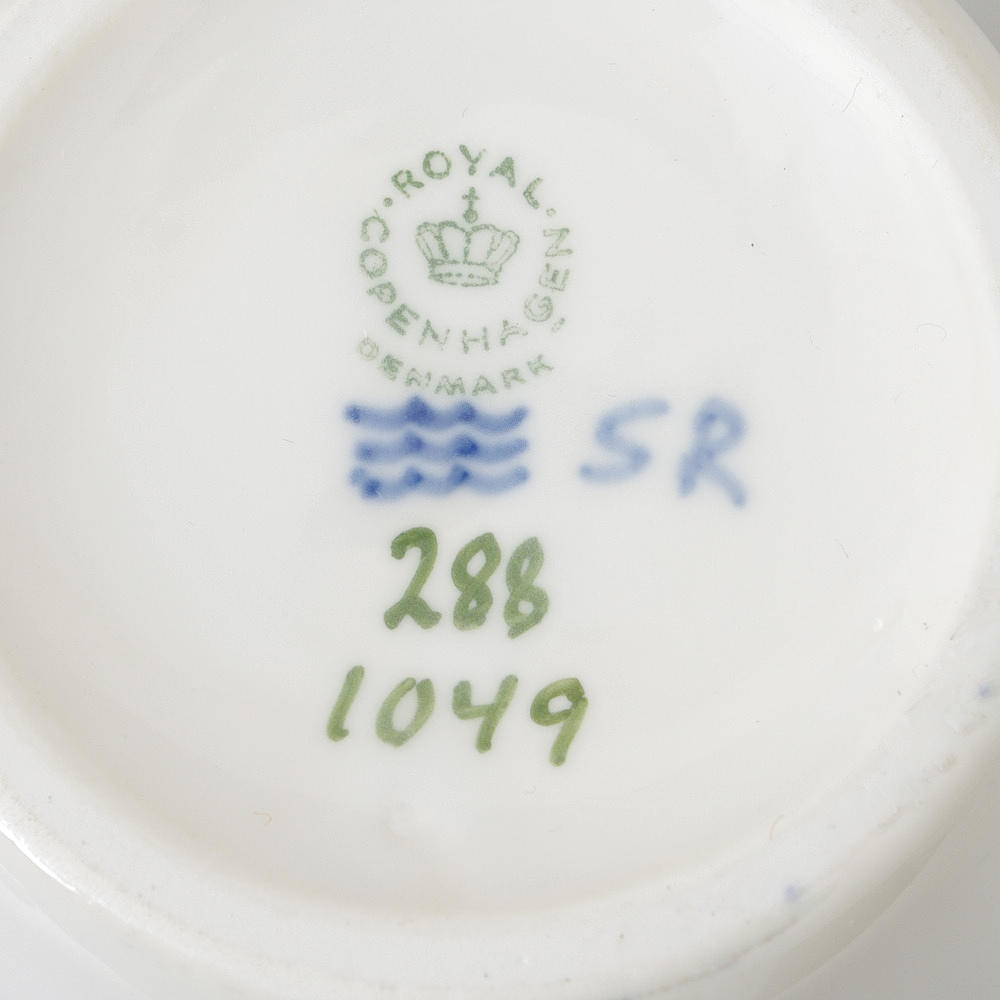 ROYAL
COPENHAGEN
DENMARK
SR
288
1049